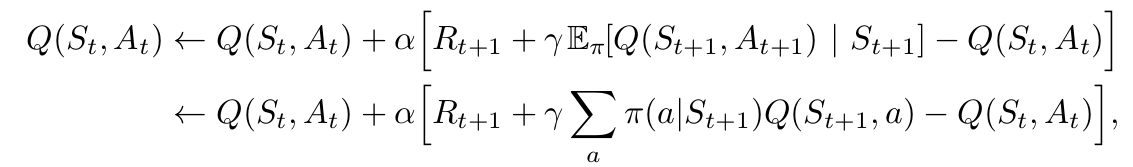 Q(S_t, A_t) ← Q(S_t, A_t) + α[R_{t+1} + γ 𝔼_π[Q(S_{t+1}, A_{t+1}) | S_{t+1}] − Q(S_t, A_t)]
← Q(S_t, A_t) + α[R_{t+1} + γ ∑_a π(a|S_{t+1})Q(S_{t+1}, a) − Q(S_t, A_t)],